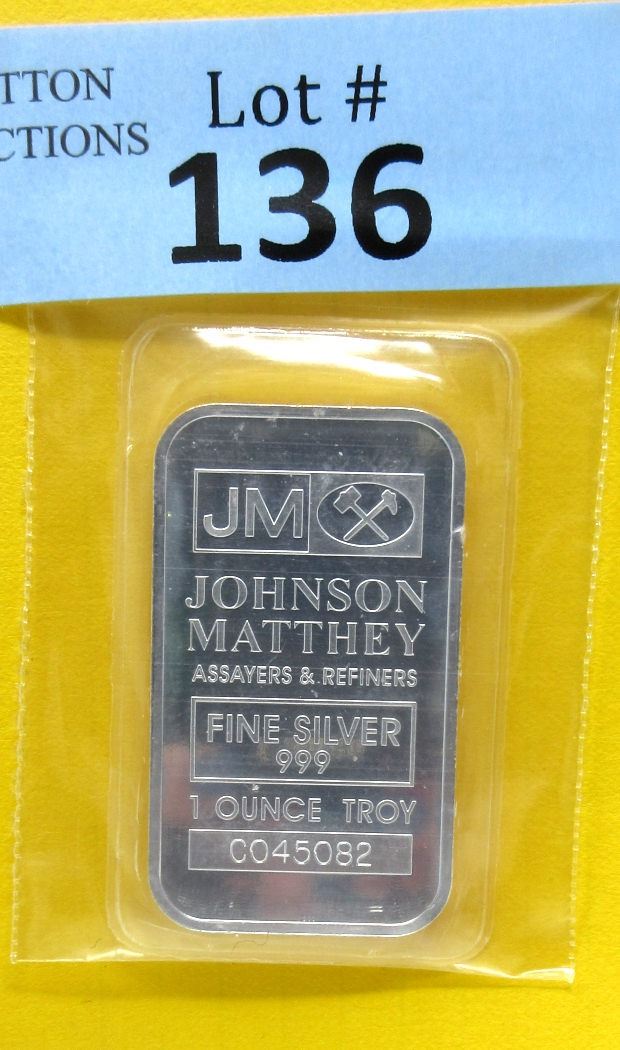 TTON
CTIONS
Lot #
136
JM
JOHNSON
MATTHEY
ASSAYERS & REFINERS
FINE SILVER
999
1 OUNCE TROY
C045082